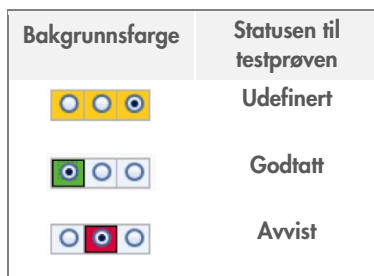 Bakgrunnsfarge
Statusen til
testprøven
Udefinert
Godtatt
Avvist